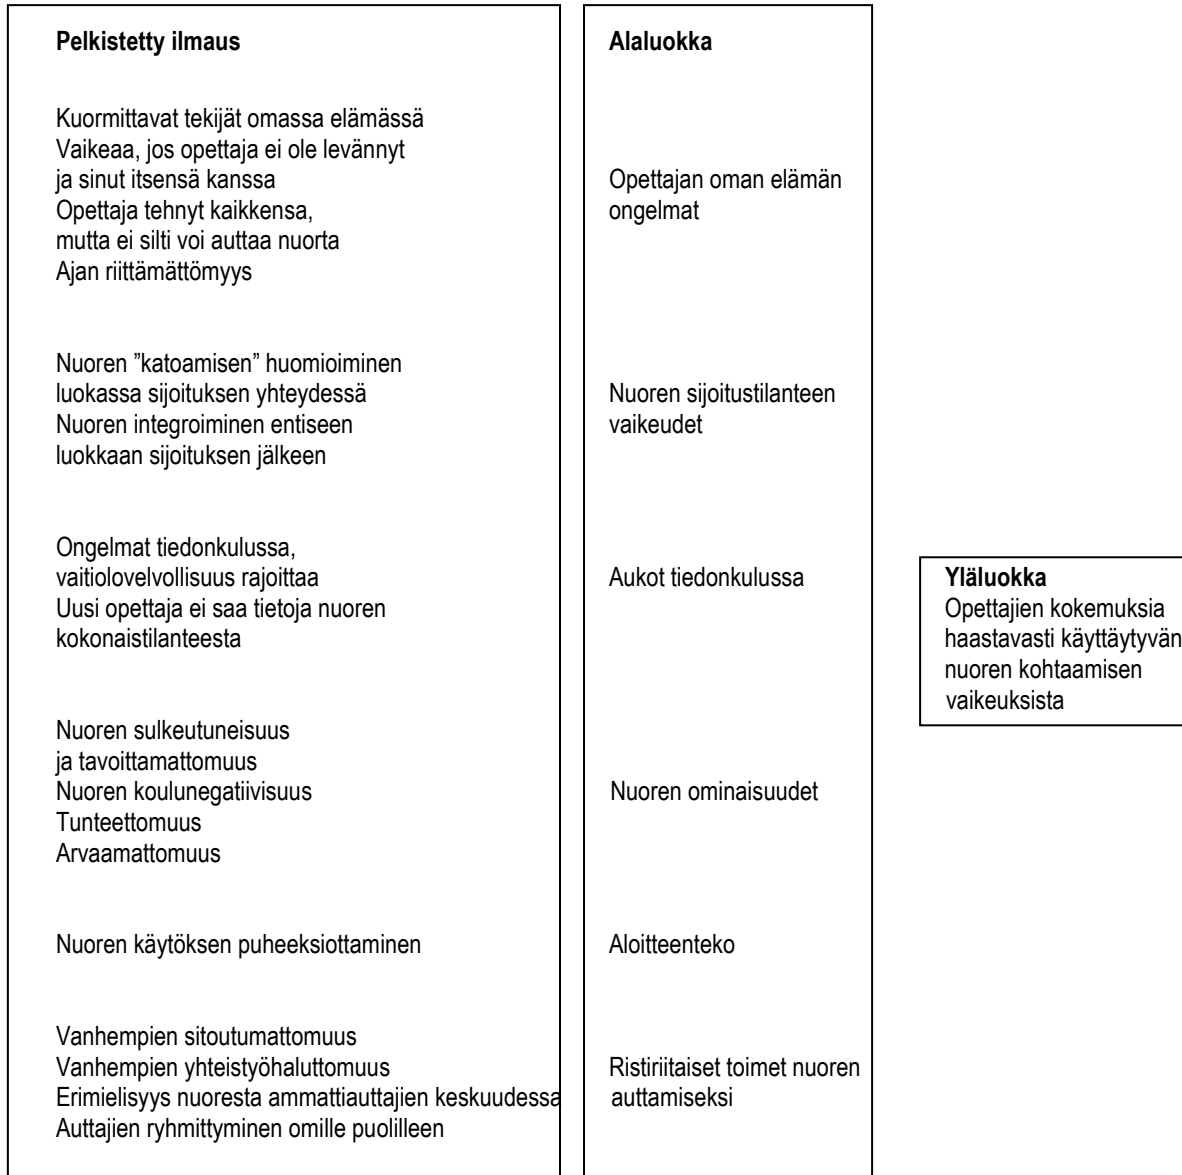 Pelkistetty ilmaus
Kuormittavat tekijät omassa elämässä
Vaikeaa, jos opettaja ei ole levännyt
ja sinut itsensä kanssa
Opettaja tehnyt kaikkensa,
mutta ei silti voi auttaa nuorta
Ajan riittämättömyys
Nuoren ”katoamisen” huomioiminen
luokassa sijoituksen yhteydessä
Nuoren integroiminen entiseen
luokkaan sijoituksen jälkeen
Ongelmat tiedonkulussa,
vaitiolovelvollisuus rajoittaa
Uusi opettaja ei saa tietoja nuoren
kokonaistilanteesta
Nuoren sulkeutuneisuus
ja tavoittamattomuus
Nuoren koulunegatiivisuus
Tunteettomuus
Arvaamattomuus
Nuoren käytöksen puheeksiottaminen
Vanhempien sitoutumattomuus
Vanhempien yhteistyöhaluttomuus
Erimielisyys nuoresta ammattiauttajien keskuudessa
Auttajien ryhmittyminen omille puolilleen
Alaluokka
Opettajan oman elämän
ongelmat
Nuoren sijoitustilanteen
vaikeudet
Aukot tiedonkulussa
Nuoren ominaisuudet
Aloitteenteko
Ristiriitaiset toimet nuoren
auttamiseksi
Yläluokka
Opettajien kokemuksia
haastavasti käyttäytyvän
nuoren kohtaamisen
vaikeuksista